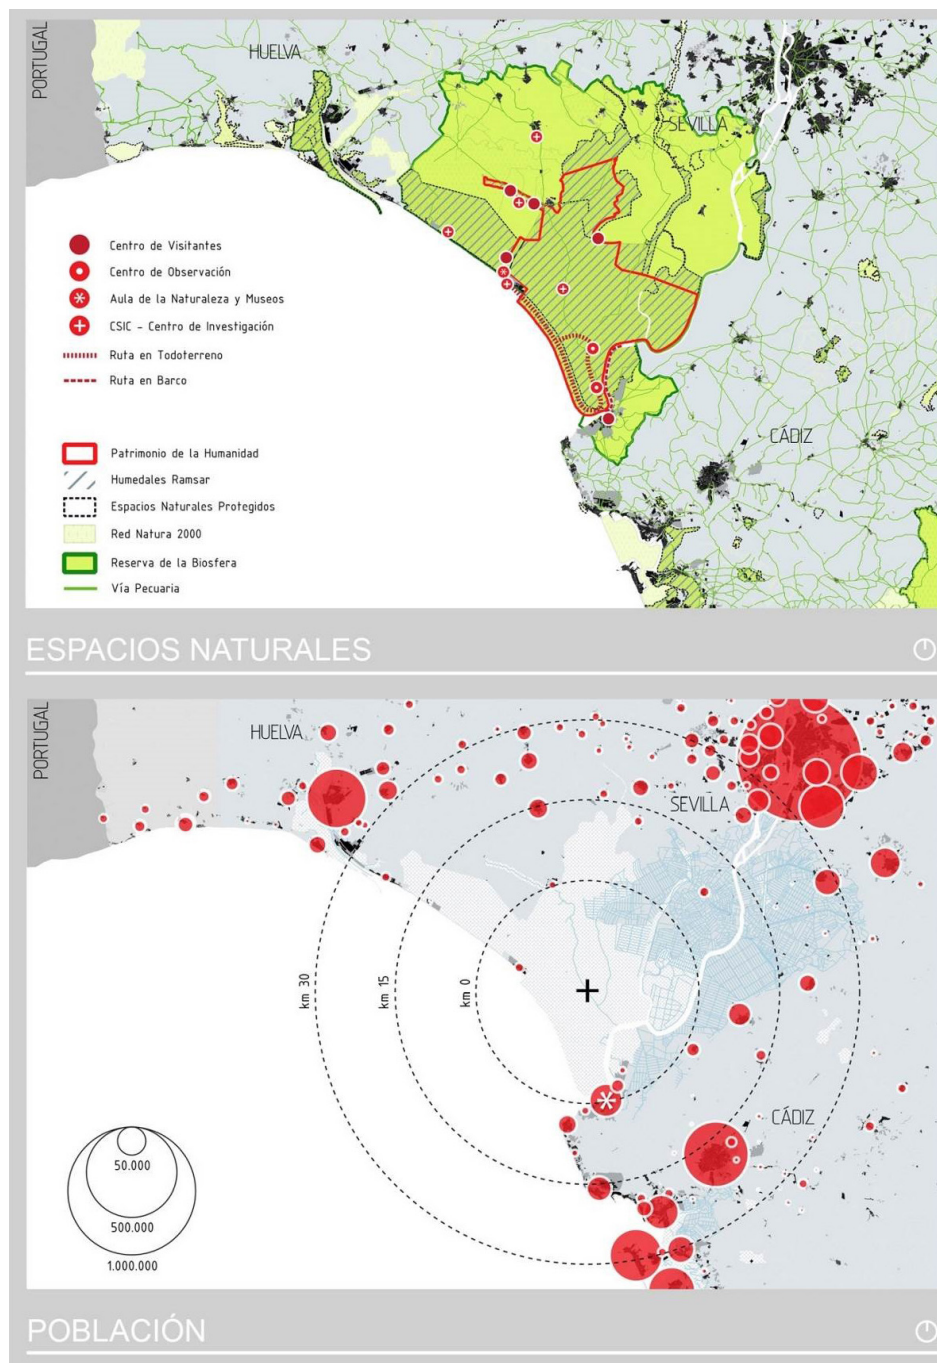 PORTUGAL
HUELVA
SEVILLA
CÁDIZ
Centro de Visitantes
Centro de Observación
Aula de la Naturaleza y Museos
CSIC - Centro de Investigación
Ruta en Todoterreno
Ruta en Barco
Patrimonio de la Humanidad
Humedales Ramsar
Espacios Naturales Protegidos
Red Natura 2000
Reserva de la Biosfera
Vía Pecuaria
ESPACIOS NATURALES
PORTUGAL
HUELVA
SEVILLA
km 30
km 15
km 0
CÁDIZ
50.000
500.000
1.000.000
POBLACIÓN